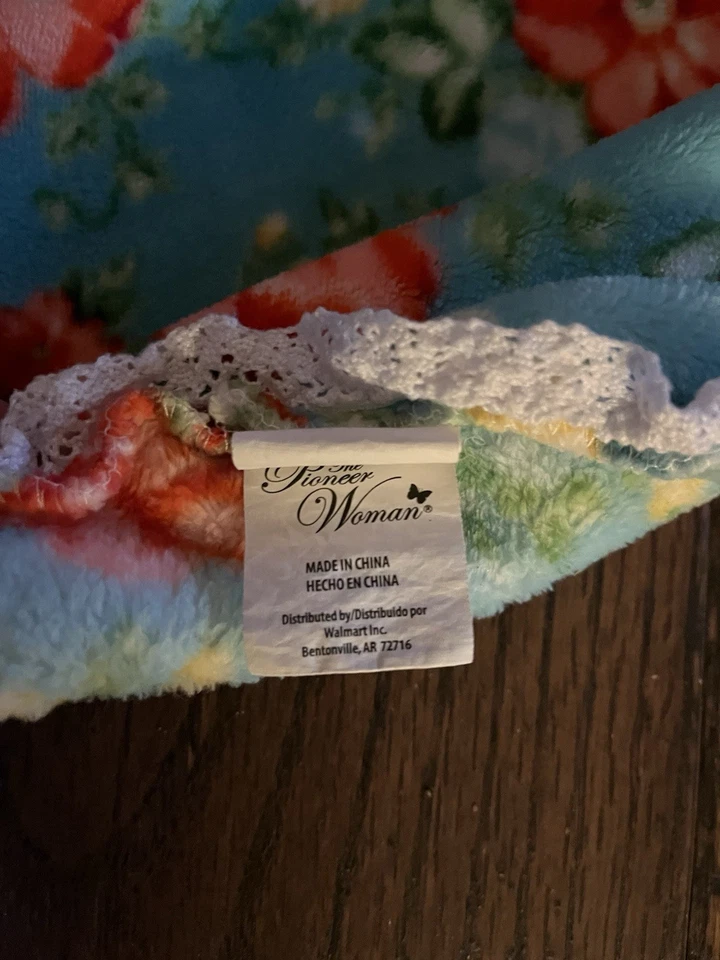 The
Pioneer
Woman®
MADE IN CHINA
HECHO EN CHINA
Distributed by/Distribuido por
Walmart Inc.
Bentonville, AR 72716